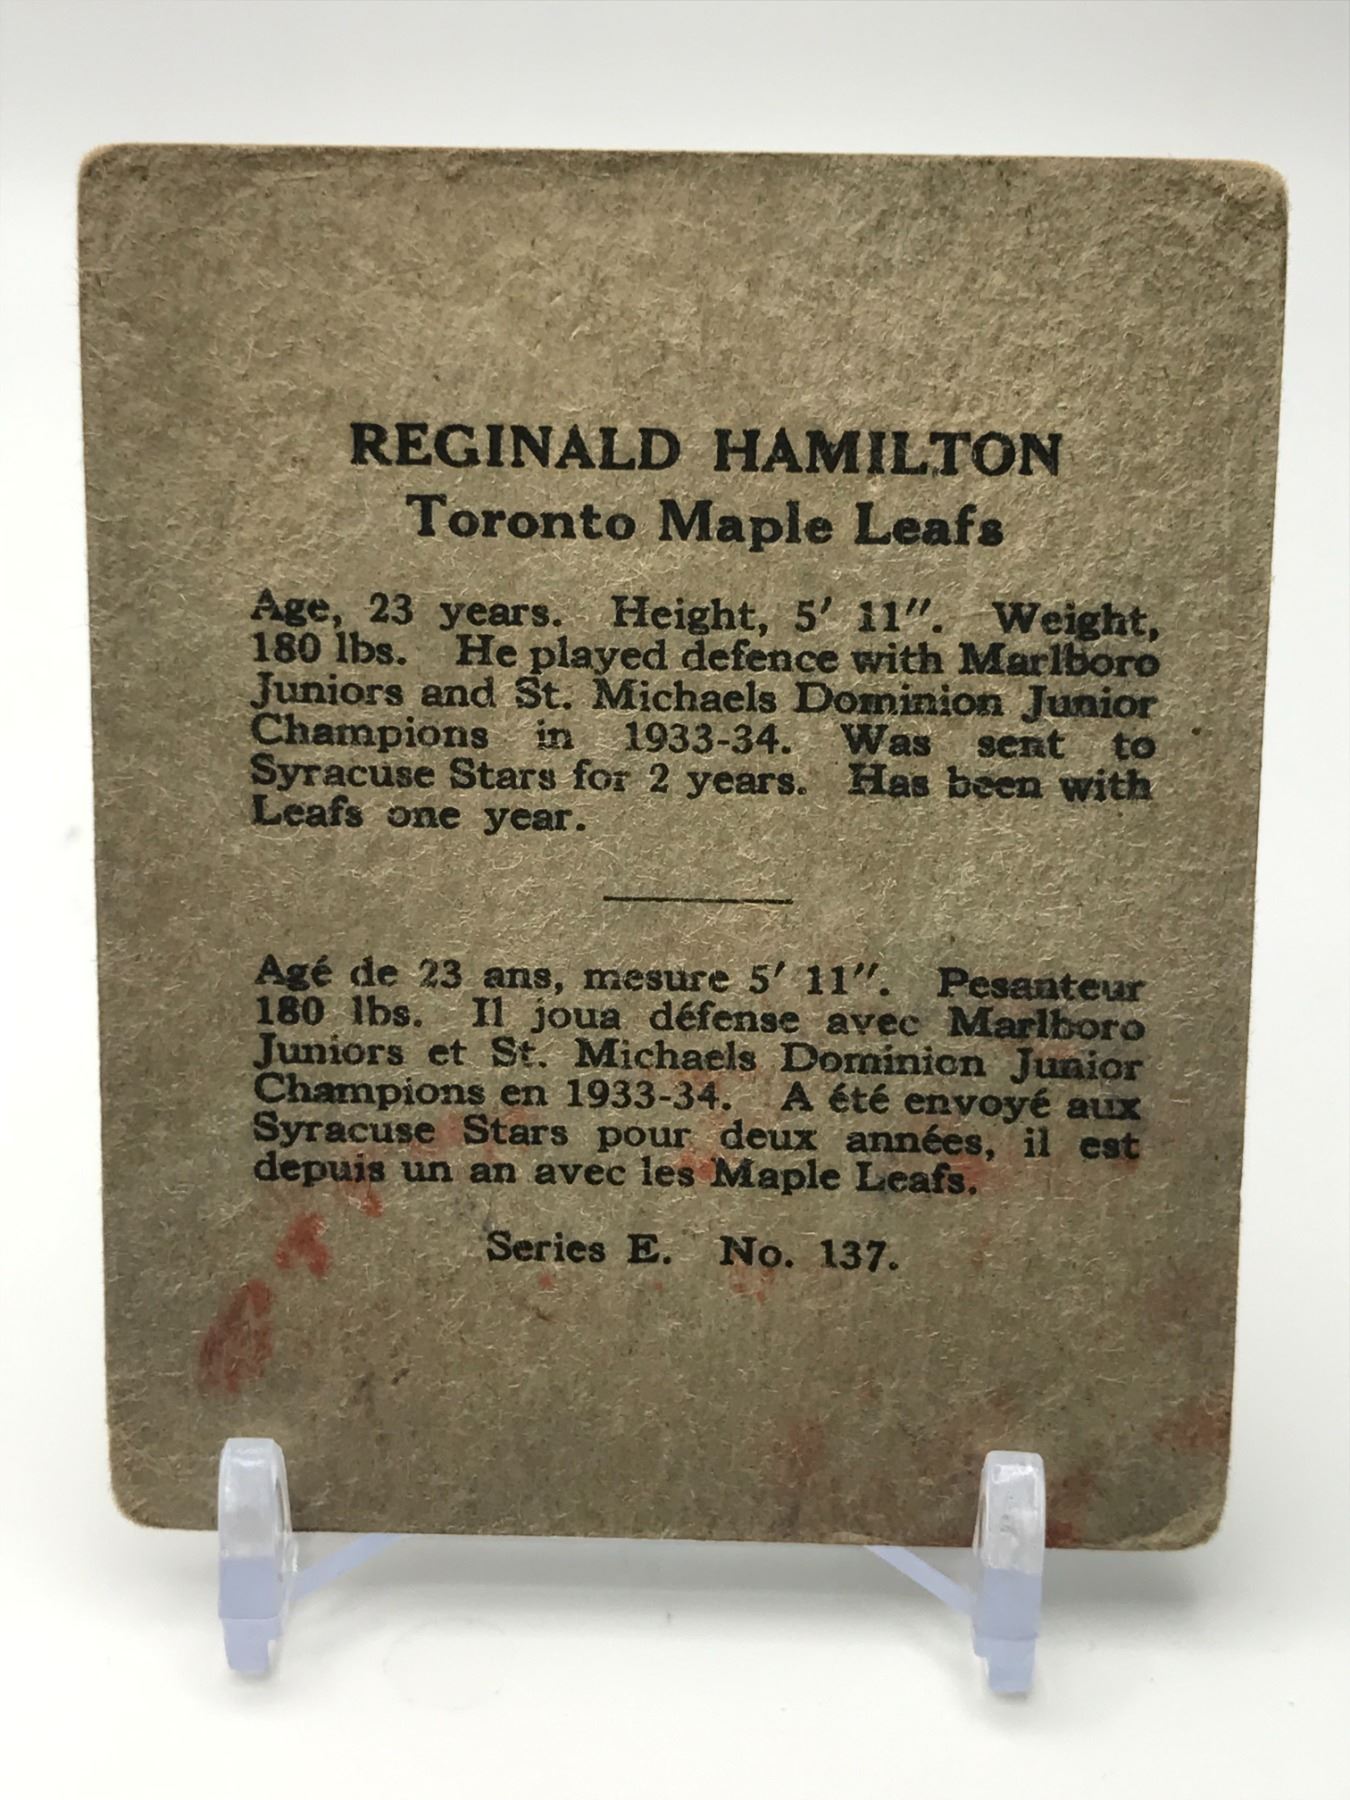 REGINALD HAMILTON
Toronto Maple Leafs
Age, 23 years. Height, 5′ 11″. Weight,
180 lbs. He played defence with Marlboro
Juniors and St. Michaels Dominion Junior
Champions in 1933-34. Was sent to
Syracuse Stars for 2 years. Has been with
Leafs one year.
Agé de 23 ans, mesure 5′ 11″. Pesanteur
180 lbs. Il joua défense avec Marlboro
Juniors et St. Michaels Dominion Junior
Champions en 1933-34. A été envoyé aux
Syracuse Stars pour deux années, il est
depuis un an avec les Maple Leafs.
Series E. No. 137.